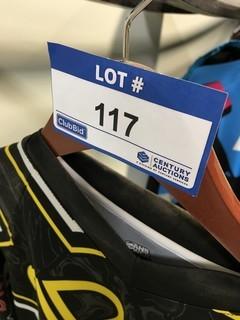 LOT #
117
ClubBid
CENTURY
AUCTIONS